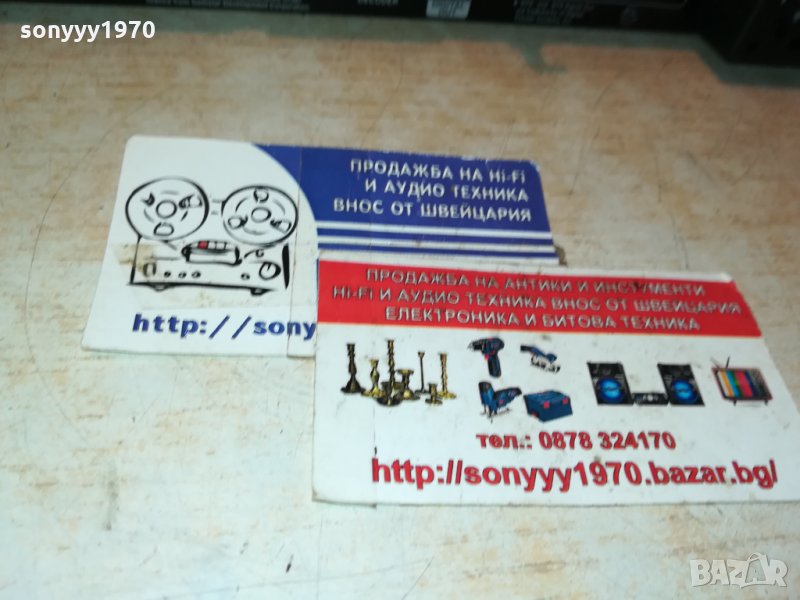 sonyyy1970
ПРОДАЖБА НА Hi-Fi
И АУДИО ТЕХНИКА
ВНОС ОТ ШВЕЙЦАРИЯ
http://sony
ПРОДАЖБА НА АНТИКИ И ИНСТРУМЕНТИ
Hi-Fi И АУДИО ТЕХНИКА ВНОС ОТ ШВЕЙЦАРИЯ
ЕЛЕКТРОНИКА И БИТОВА ТЕХНИКА
тел.: 0878 324170
http://sonyyy1970.bazar.bg/
BAZAR